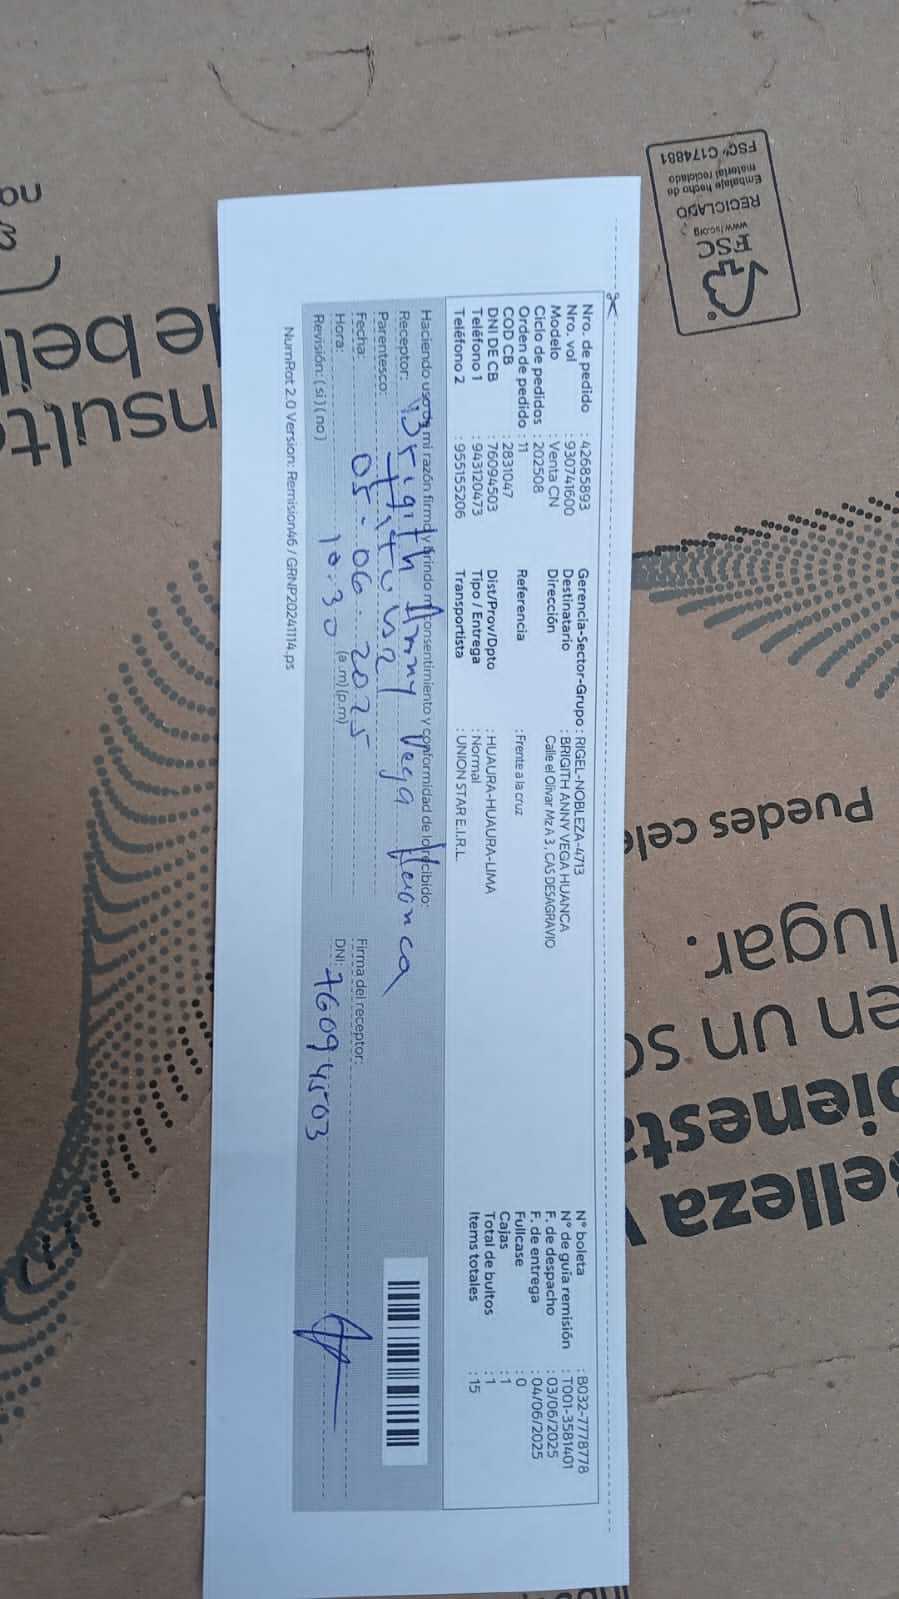 Nro. de pedido : 42685893
Nro. vol : 930741600
Modelo : Venta CN
Ciclo de pedidos : 202508
Orden de pedido : 11
COD CB : 2831047
DNI DE CB : 76094503
Teléfono 1 : 943120473
Teléfono 2 : 955155206
Gerencia-Sector-Grupo : RIGEL-NOBLEZA-4713
Destinatario : BRIGITH ANNY VEGA HUANCA
Dirección Calle el Olivar Mz A 3 , CAS DESAGRAVIO
Referencia : Frente a la cruz
Dist/Prov/Dpto : HUAURA-HUAURA-LIMA
Tipo / Entrega : Normal
Transportista : UNION STAR E.I.R.L.
N° boleta : B032-7778778
N° de guía remisión : T001-3581401
F. de despacho : 03/06/2025
F. de entrega : 04/06/2025
Fullcase : 0
Cajas : 1
Total de bultos : 1
Items totales : 15
Haciendo uso de mi razón firmo y brindo mi consentimiento y conformidad de lo recibido:
Receptor: Brigith Anny Vega Huanca
Parentesco: titular
Fecha: 05 - 06 - 2025
Hora: 10:30 (a.m) (p.m)
Revisión: ( si ) ( no )
Firma del receptor:
DNI: 76094503
NumRot 2.0 Version: Remision46 / GRNP20241114.ps
FSC
www.fsc.org
RECICLADO
Embalaje hecho de
material reciclado
FSC® C174881
Puedes cele
lugar.
en un so
bienesta
elleza y
nsulto
e bell
no